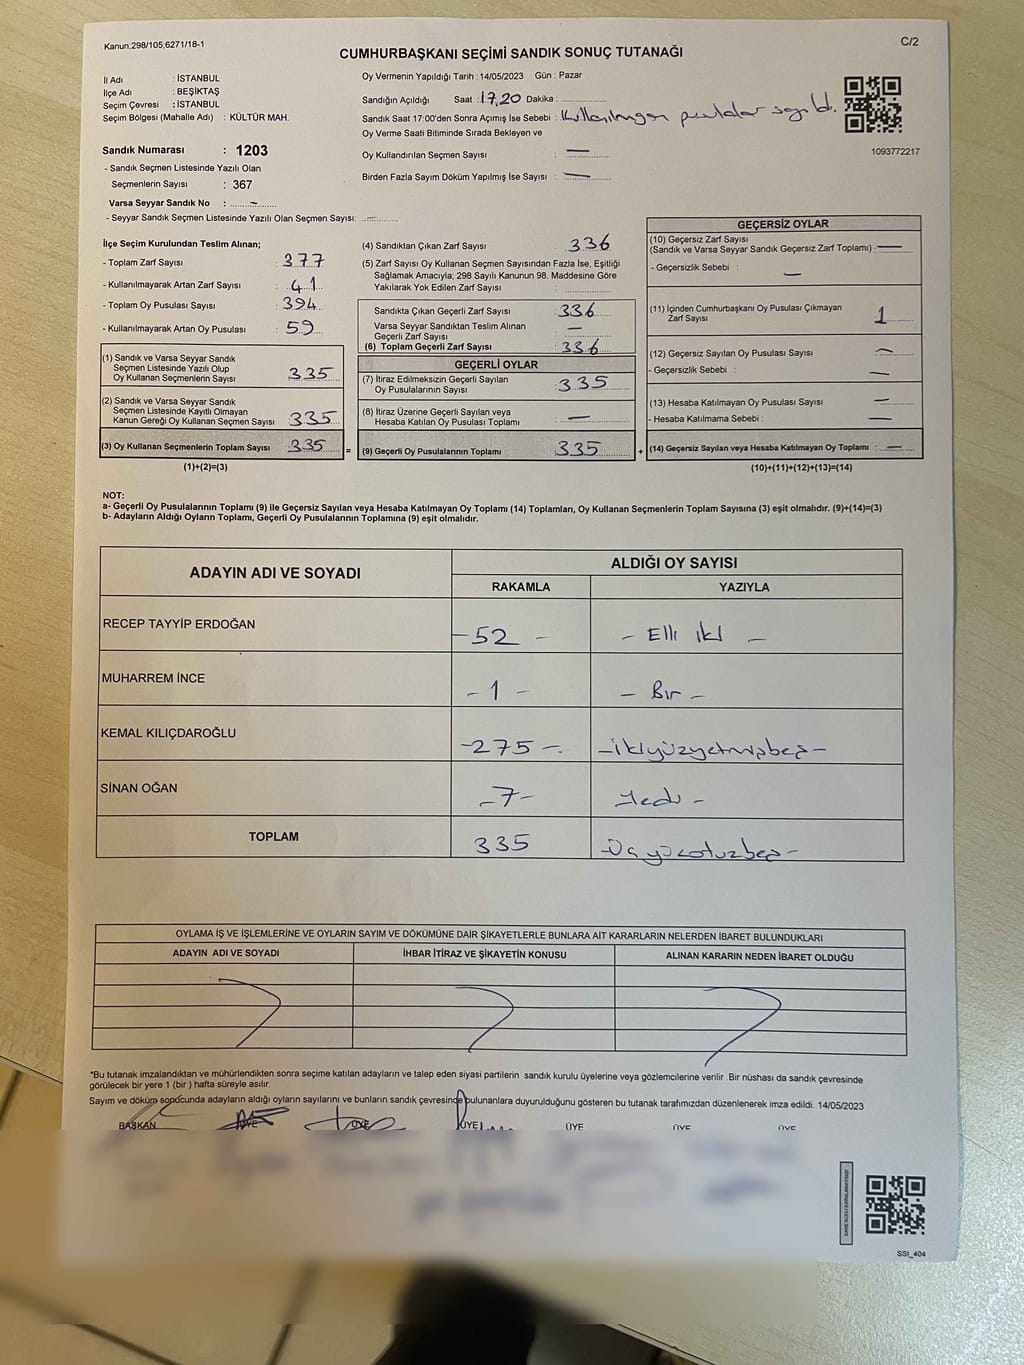 Kanun;298/105;6271/18-1
C/2
CUMHURBAŞKANI SEÇİMİ SANDIK SONUÇ TUTANAĞI
İl Adı : İSTANBUL
İlçe Adı : BEŞİKTAŞ
Seçim Çevresi : İSTANBUL
Seçim Bölgesi (Mahalle Adı) : KÜLTÜR MAH.
Oy Vermenin Yapıldığı Tarih : 14/05/2023 Gün : Pazar
Sandığın Açıldığı Saat : 17,20 Dakika :
Sandık Saat 17:00'den Sonra Açılmış İse Sebebi : Kullanılmayan pusulalar sayıldı.
Oy Verme Saati Bitiminde Sırada Bekleyen ve
Oy Kullandırılan Seçmen Sayısı : —
Birden Fazla Sayım Döküm Yapılmış İse Sayısı : —
1093772217
Sandık Numarası : 1203
- Sandık Seçmen Listesinde Yazılı Olan
Seçmenlerin Sayısı : 367
Varsa Seyyar Sandık No : —
- Seyyar Sandık Seçmen Listesinde Yazılı Olan Seçmen Sayısı: —
İlçe Seçim Kurulundan Teslim Alınan;
- Toplam Zarf Sayısı : 377
- Kullanılmayarak Artan Zarf Sayısı : 41
- Toplam Oy Pusulası Sayısı : 394
- Kullanılmayarak Artan Oy Pusulası : 59
(1) Sandık ve Varsa Seyyar Sandık
Seçmen Listesinde Yazılı Olup
Oy Kullanan Seçmenlerin Sayısı 335
(2) Sandık ve Varsa Seyyar Sandık
Seçmen Listesinde Kayıtlı Olmayan
Kanun Gereği Oy Kullanan Seçmen Sayısı 335
(3) Oy Kullanan Seçmenlerin Toplam Sayısı 335 =
(1)+(2)=(3)
(4) Sandıktan Çıkan Zarf Sayısı : 336
(5) Zarf Sayısı Oy Kullanan Seçmen Sayısından Fazla İse, Eşitliği
Sağlamak Amacıyla; 298 Sayılı Kanunun 98. Maddesine Göre
Yakılarak Yok Edilen Zarf Sayısı :
Sandıkta Çıkan Geçerli Zarf Sayısı : 336
Varsa Seyyar Sandıktan Teslim Alınan
Geçerli Zarf Sayısı : —
(6) Toplam Geçerli Zarf Sayısı : 336
GEÇERLİ OYLAR
(7) İtiraz Edilmeksizin Geçerli Sayılan
Oy Pusulalarının Sayısı : 335
(8) İtiraz Üzerine Geçerli Sayılan veya
Hesaba Katılan Oy Pusulası Toplamı : —
(9) Geçerli Oy Pusulalarının Toplamı : 335 +
GEÇERSİZ OYLAR
(10) Geçersiz Zarf Sayısı
(Sandık ve Varsa Seyyar Sandık Geçersiz Zarf Toplamı) : —
- Geçersizlik Sebebi : —
(11) İçinden Cumhurbaşkanı Oy Pusulası Çıkmayan
Zarf Sayısı : 1
(12) Geçersiz Sayılan Oy Pusulası Sayısı : —
- Geçersizlik Sebebi : —
(13) Hesaba Katılmayan Oy Pusulası Sayısı : —
- Hesaba Katılmama Sebebi : —
(14) Geçersiz Sayılan veya Hesaba Katılmayan Oy Toplamı : —
(10)+(11)+(12)+(13)=(14)
NOT:
a- Geçerli Oy Pusulalarının Toplamı (9) ile Geçersiz Sayılan veya Hesaba Katılmayan Oy Toplamı (14) Toplamları, Oy Kullanan Seçmenlerin Toplam Sayısına (3) eşit olmalıdır. (9)+(14)=(3)
b- Adayların Aldığı Oyların Toplamı, Geçerli Oy Pusulalarının Toplamına (9) eşit olmalıdır.
ADAYIN ADI VE SOYADI
ALDIĞI OY SAYISI
RAKAMLA YAZIYLA
RECEP TAYYİP ERDOĞAN -52- - Elli iki -
MUHARREM İNCE -1- - Bir -
KEMAL KILIÇDAROĞLU -275- -ikiyüzyetmişbeş-
SİNAN OĞAN -7- Yedi -
TOPLAM 335 -Üçyüzotuzbeş-
OYLAMA İŞ VE İŞLEMLERİNE VE OYLARIN SAYIM VE DÖKÜMÜNE DAİR ŞİKAYETLERLE BUNLARA AİT KARARLARIN NELERDEN İBARET BULUNDUKLARI
ADAYIN ADI VE SOYADI İHBAR İTİRAZ VE ŞİKAYETİN KONUSU ALINAN KARARIN NEDEN İBARET OLDUĞU
*Bu tutanak imzalandıktan ve mühürlendikten sonra seçime katılan adayların ve talep eden siyasi partilerin sandık kurulu üyelerine veya gözlemcilerine verilir. Bir nüshası da sandık çevresinde
görülecek bir yere 1 (bir) hafta süreyle asılır.
Sayım ve döküm sonucunda adayların aldığı oyların sayılarını ve bunların sandık çevresinde bulunanlara duyurulduğunu gösteren bu tutanak tarafımızdan düzenlenerek imza edildi. 14/05/2023
BAŞKAN ÜYE ÜYE ÜYE ÜYE ÜYE ÜYE
SSI_404